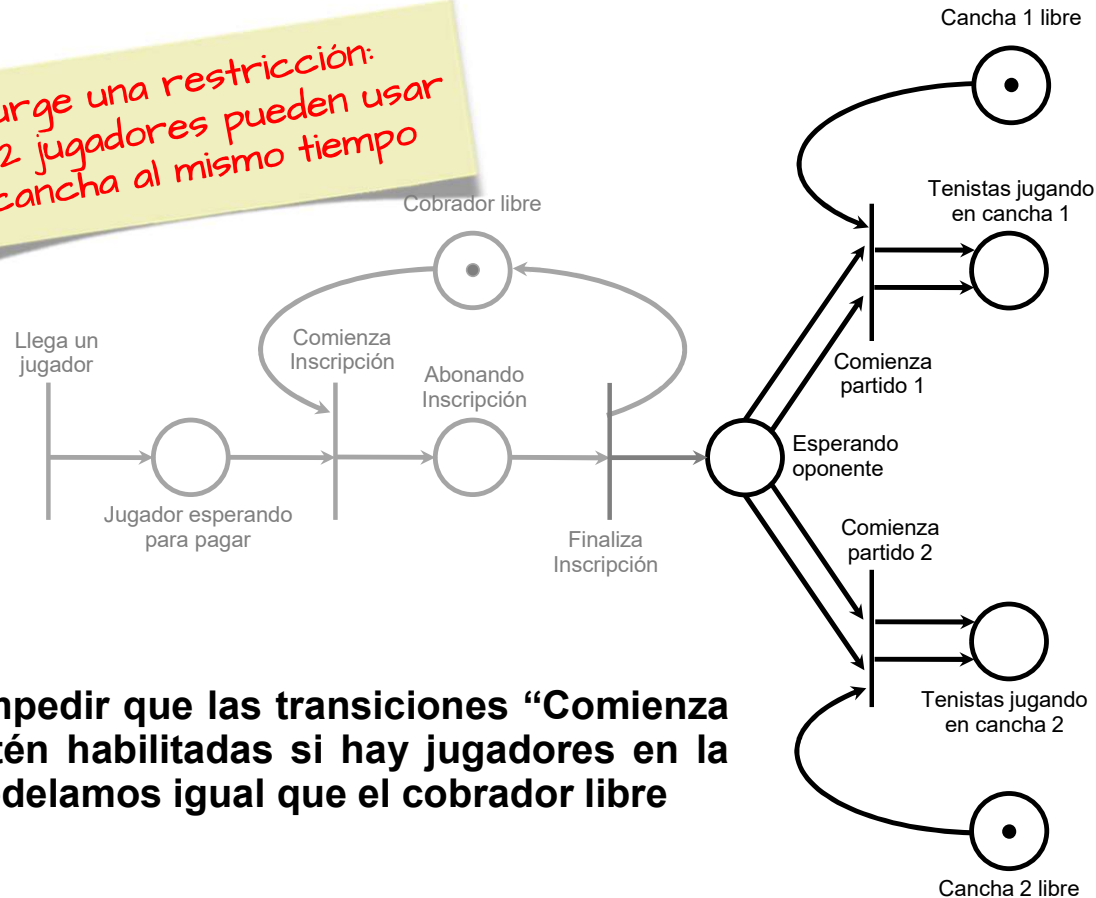 urge una restricción:
2 jugadores pueden usar
cancha al mismo tiempo
Cancha 1 libre
Tenistas jugando
en cancha 1
Cobrador libre
Llega un
jugador
Comienza
Inscripción
Abonando
Inscripción
Comienza
partido 1
Esperando
oponente
Jugador esperando
para pagar
Finaliza
Inscripción
Comienza
partido 2
Tenistas jugando
en cancha 2
mpedir que las transiciones “Comienza
tén habilitadas si hay jugadores en la
delamos igual que el cobrador libre
Cancha 2 libre